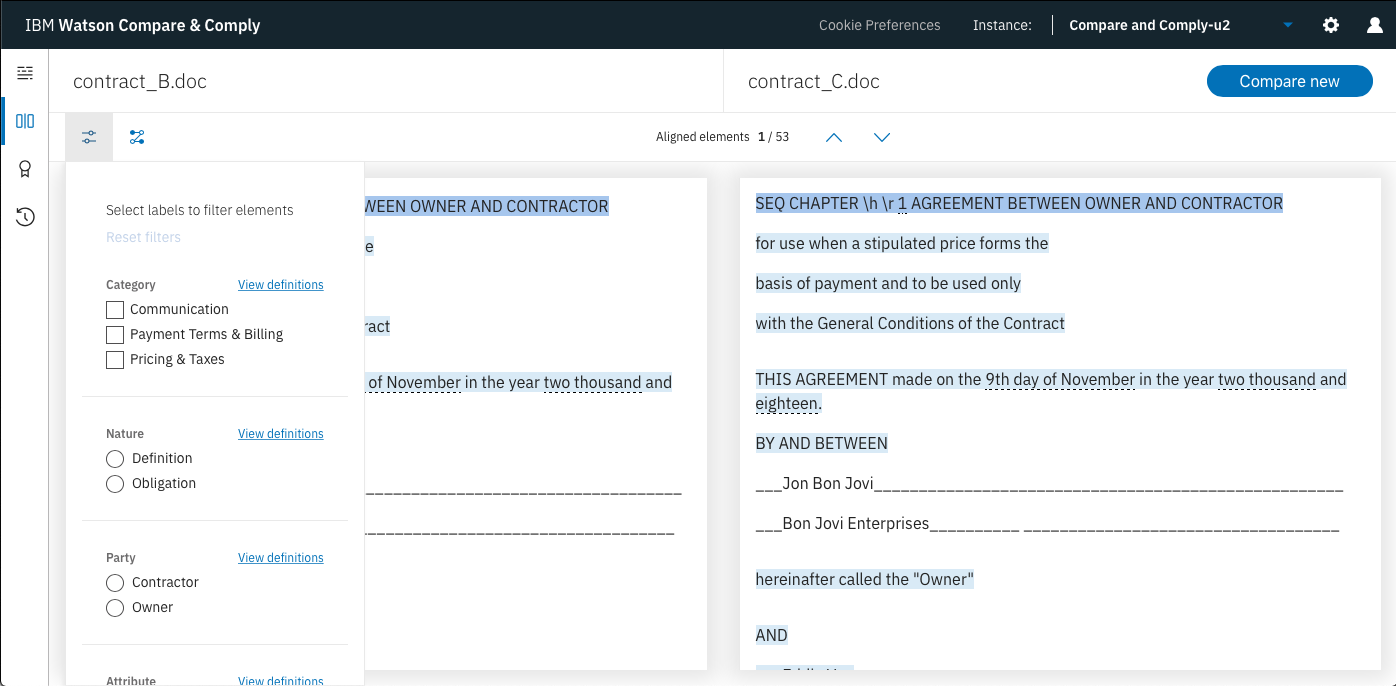 IBM Watson Compare & Comply
Cookie Preferences
Instance:
Compare and Comply-u2
contract_B.doc
contract_C.doc
Compare new
Aligned elements 1 / 53
Select labels to filter elements
Reset filters
Category View definitions
Communication
Payment Terms & Billing
Pricing & Taxes
Nature View definitions
Definition
Obligation
Party View definitions
Contractor
Owner
Attribute View definitions
WEEN OWNER AND CONTRACTOR
e
ract
of November in the year two thousand and
___________________________________
___________________________________
SEQ CHAPTER \h \r 1 AGREEMENT BETWEEN OWNER AND CONTRACTOR
for use when a stipulated price forms the
basis of payment and to be used only
with the General Conditions of the Contract
THIS AGREEMENT made on the 9th day of November in the year two thousand and
eighteen.
BY AND BETWEEN
___Jon Bon Jovi____________________________________________________
___Bon Jovi Enterprises__________ ___________________________________
hereinafter called the "Owner"
AND